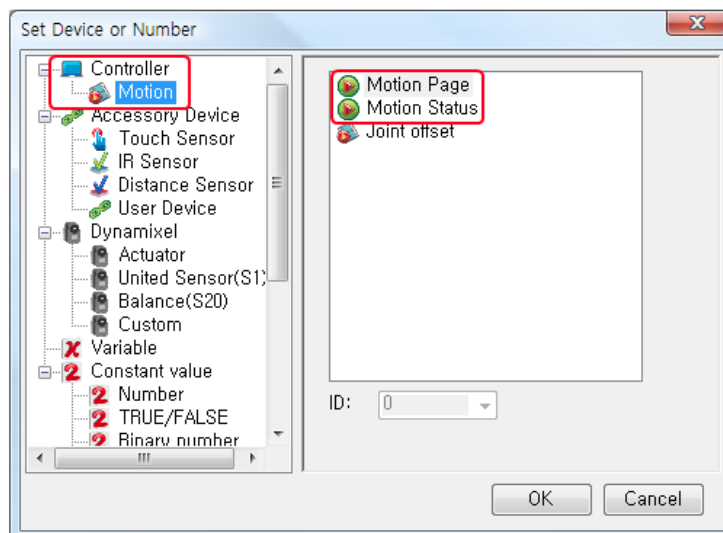 Set Device or Number
Controller
Motion
Accessory Device
Touch Sensor
IR Sensor
Distance Sensor
User Device
Dynamixel
Actuator
United Sensor(S1)
Balance(S20)
Custom
Variable
Constant value
Number
TRUE/FALSE
Binary number
Motion Page
Motion Status
Joint offset
ID:
0
OK
Cancel